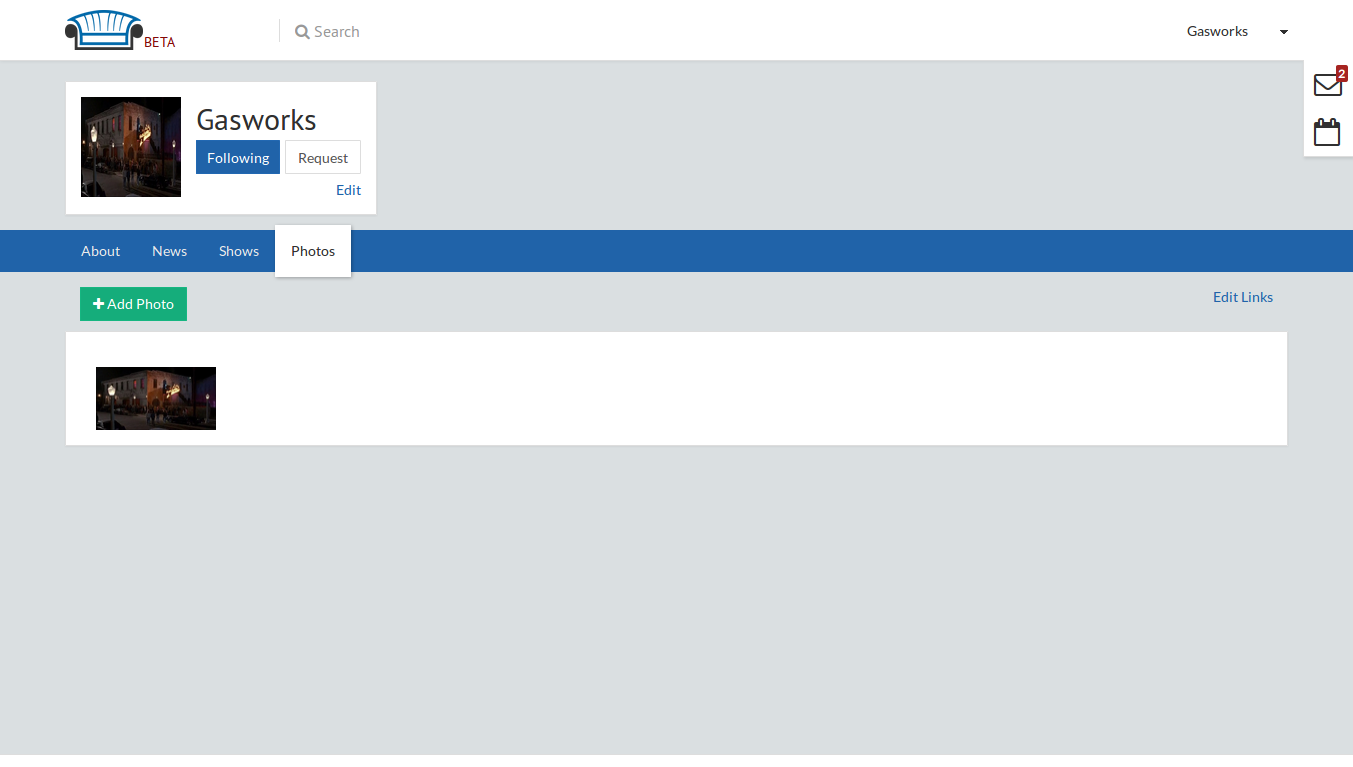 BETA
Search
Gasworks
2
Gasworks
Following Request
Edit
About News Shows Photos
Add Photo
Edit Links